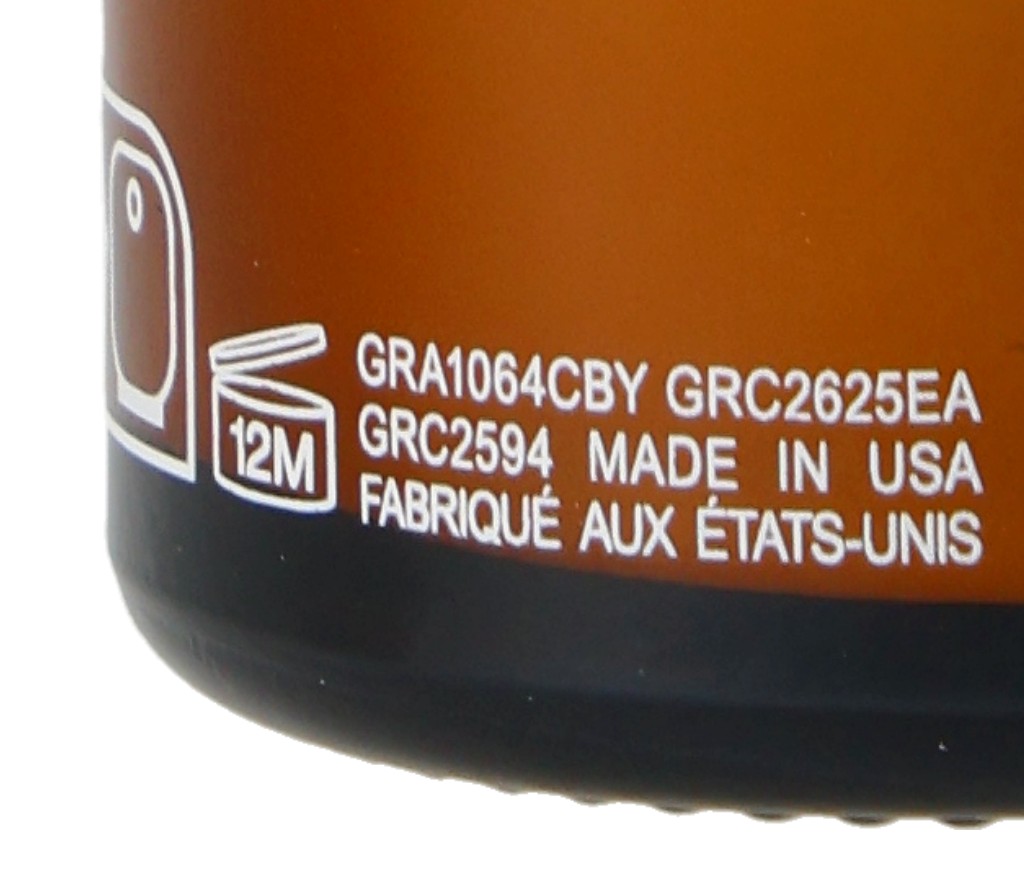 12M
GRA1064CBY GRC2625EA
GRC2594 MADE IN USA
FABRIQUÉ AUX ÉTATS-UNIS